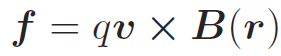 f = qv × B(r)